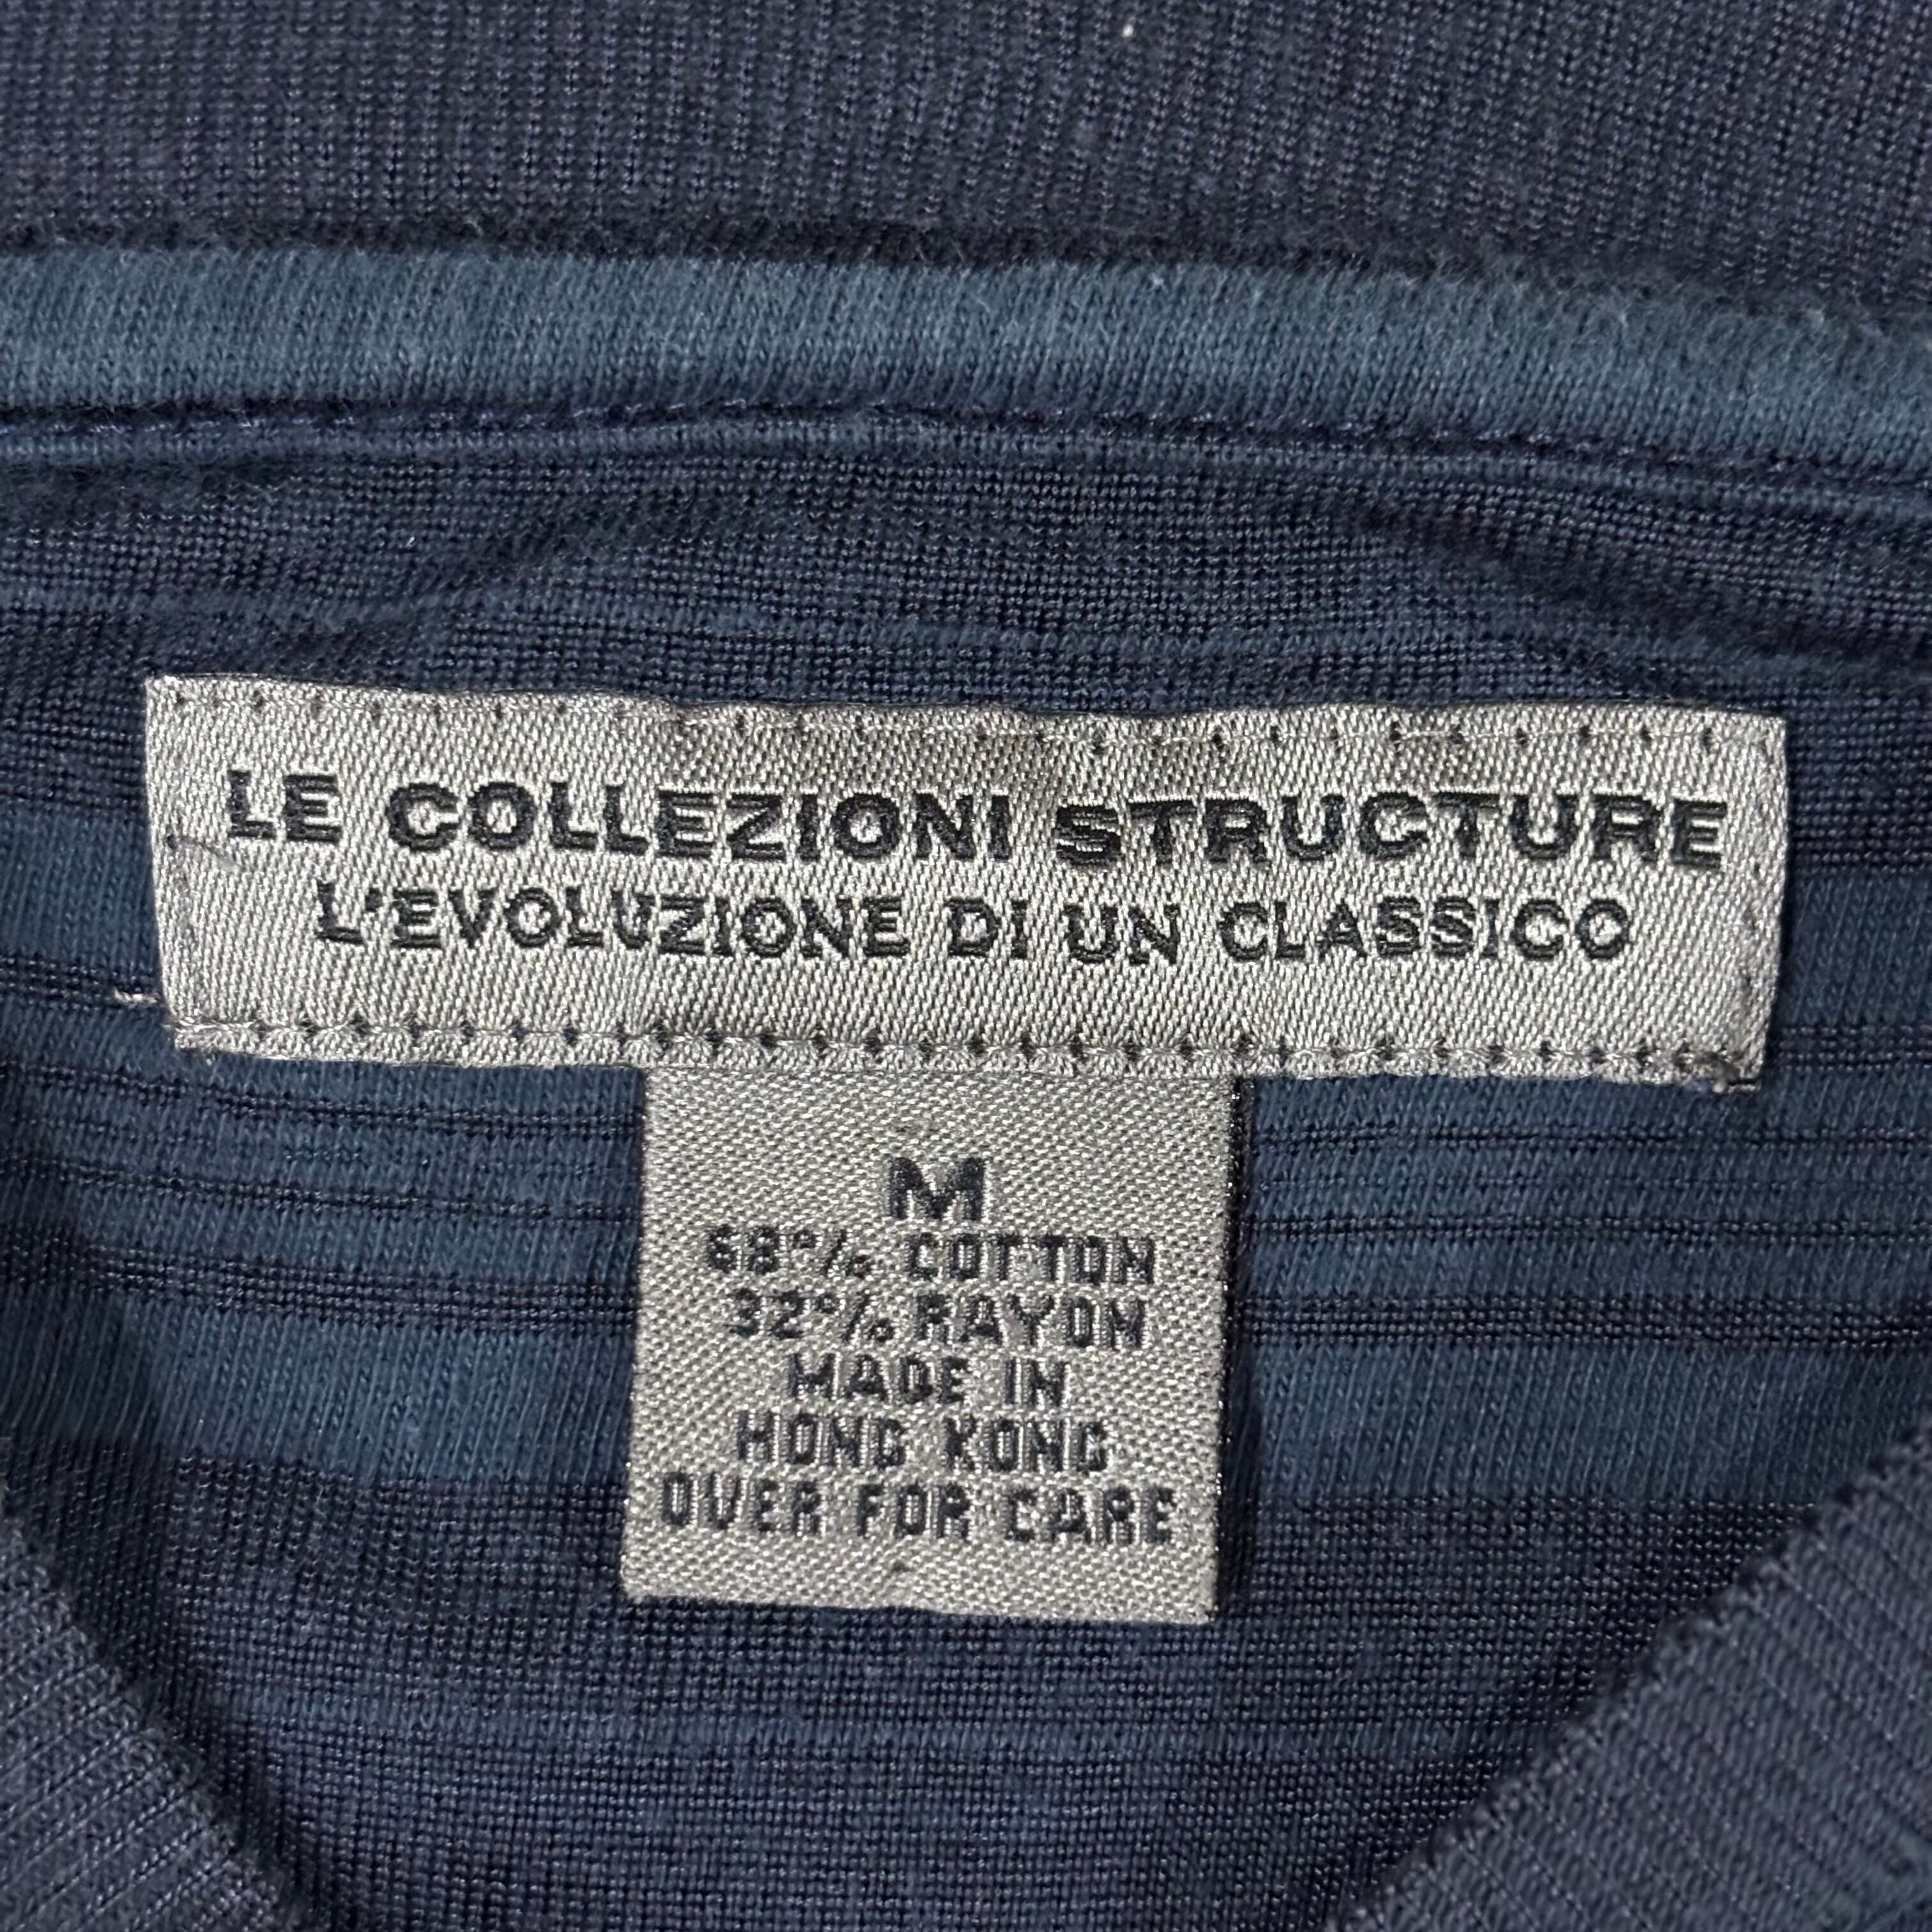 LE COLLEZIONI STRUCTURE
L'EVOLUZIONE DI UN CLASSICO
M
68% COTTON
32% RAYON
MADE IN
HONG KONG
OVER FOR CARE